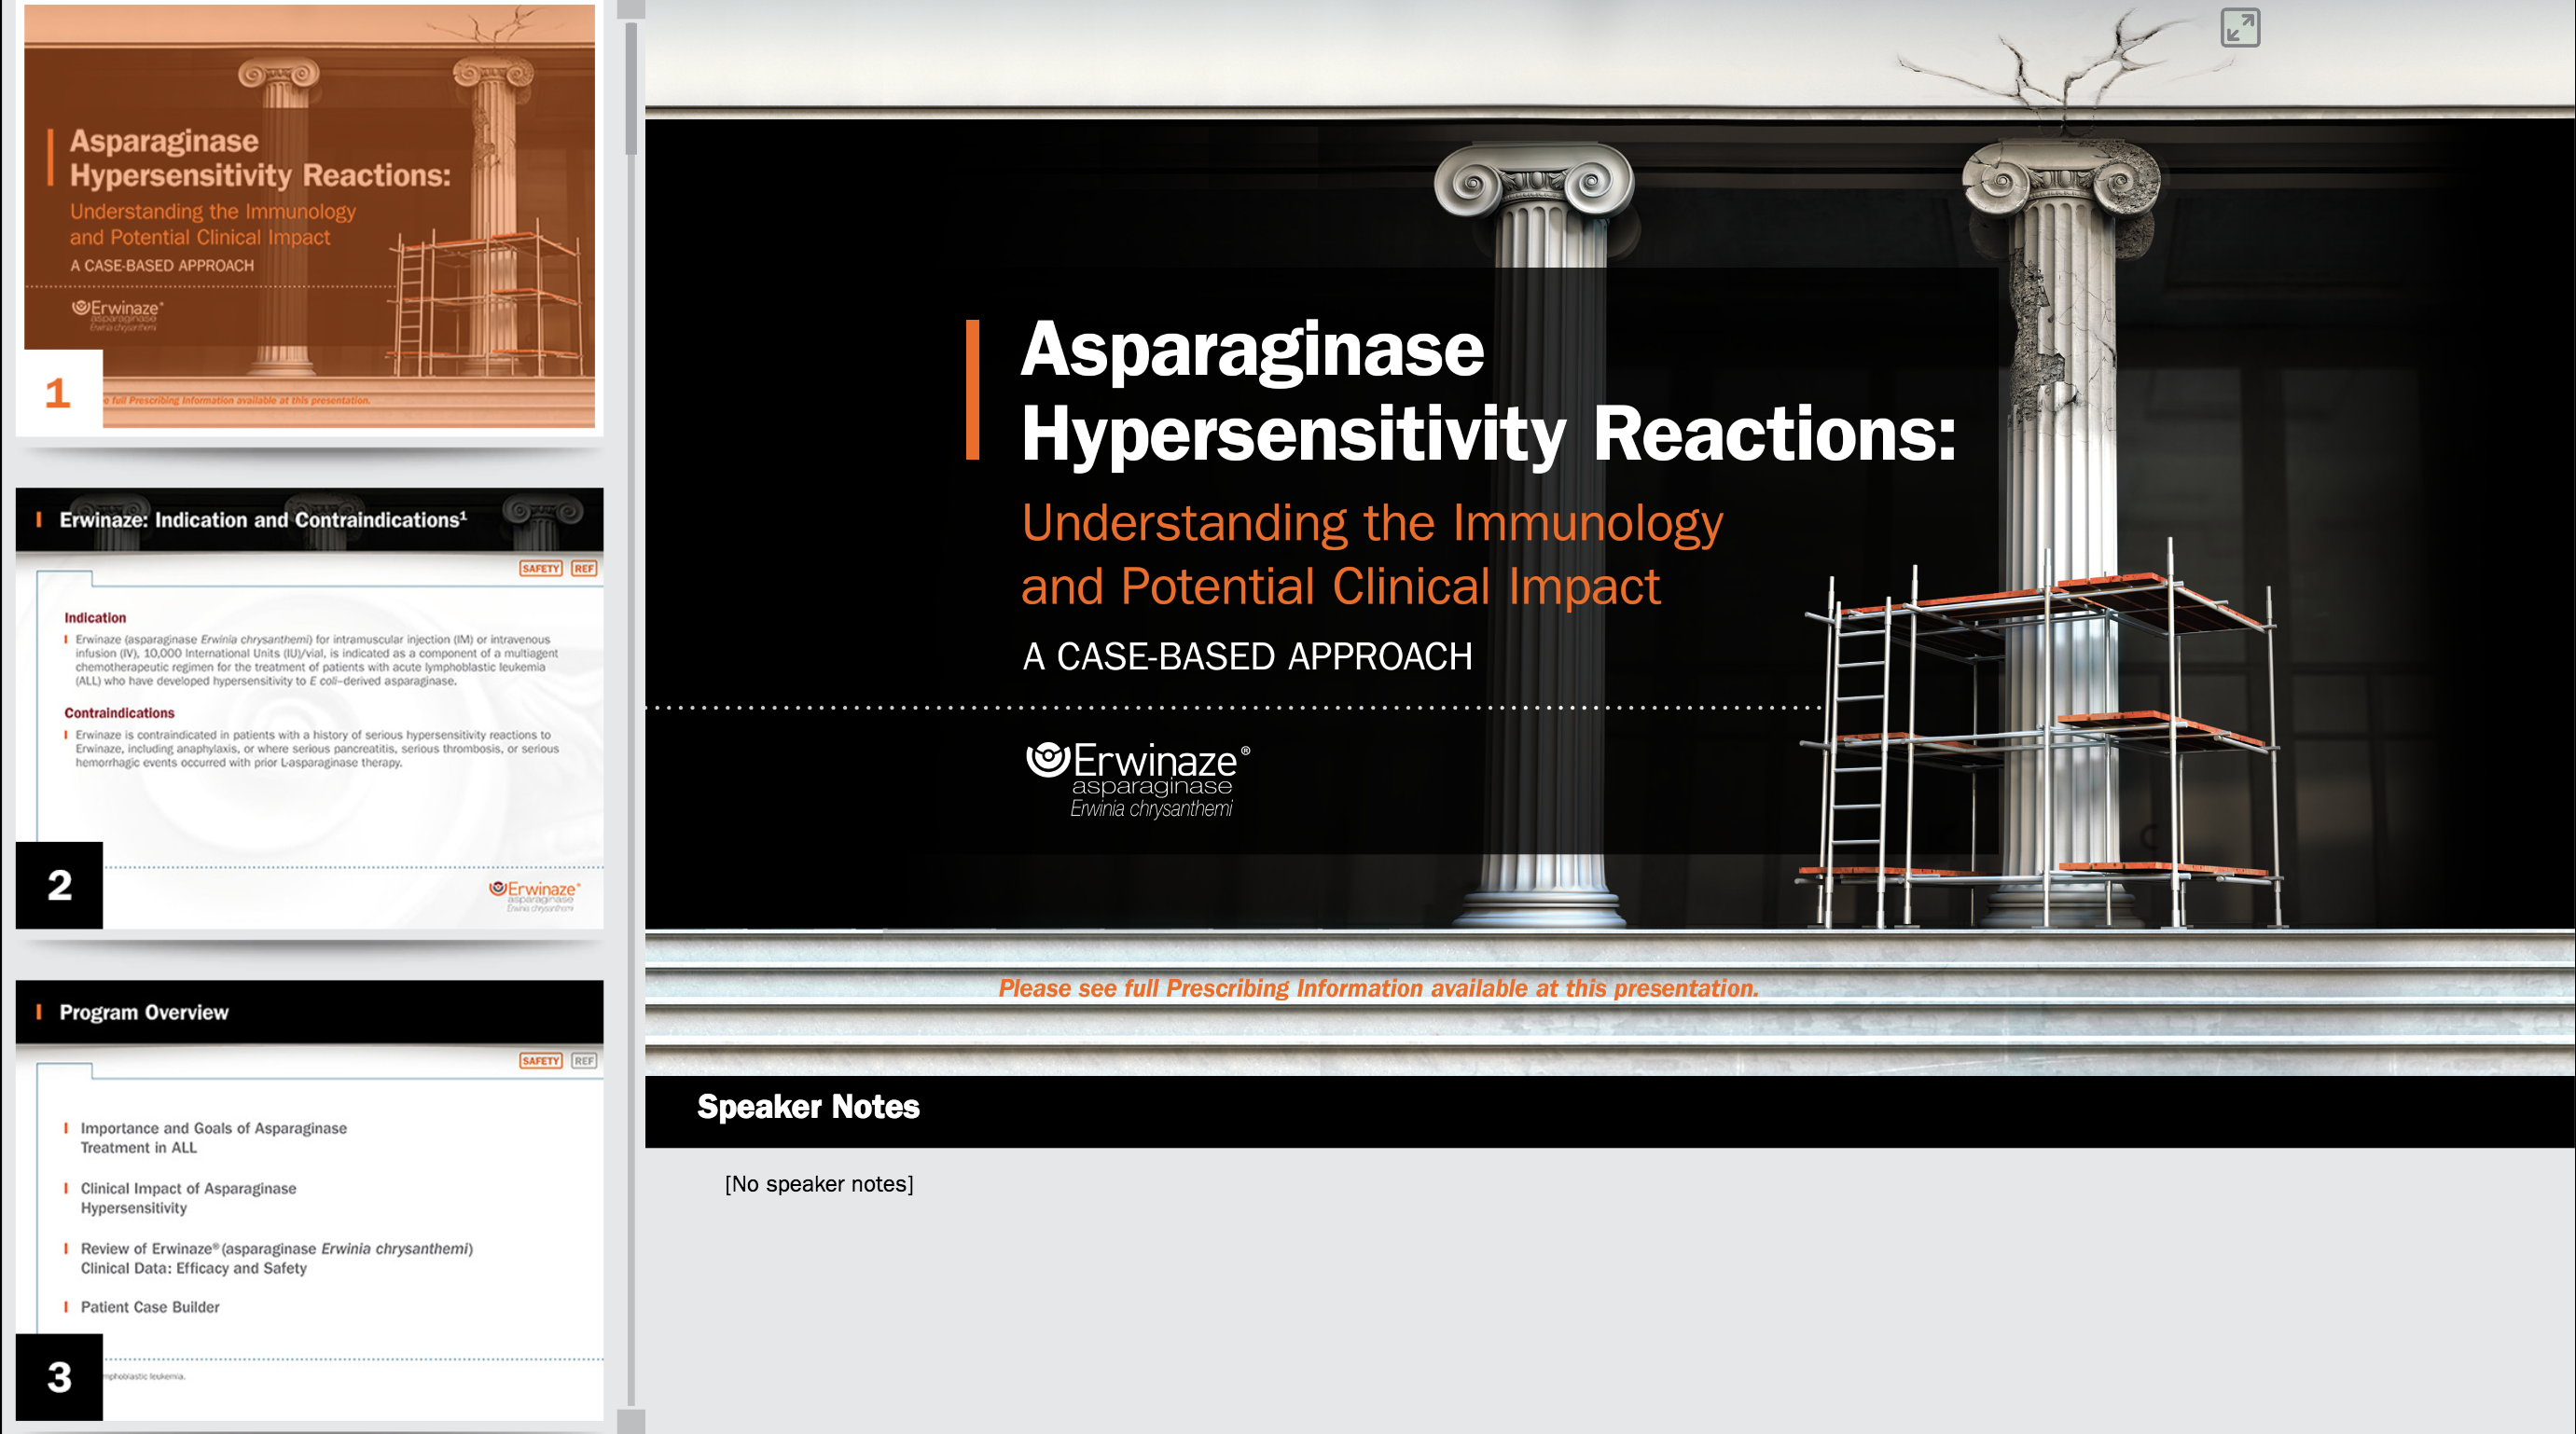 Asparaginase
Hypersensitivity Reactions:
Understanding the Immunology
and Potential Clinical Impact
A CASE-BASED APPROACH
Erwinaze®
asparaginase
Erwinia chrysanthemi
1
full Prescribing Information available at this presentation.
Erwinaze: Indication and Contraindications¹
SAFETY REF
Indication
Erwinaze (asparaginase Erwinia chrysanthemi) for intramuscular injection (IM) or intravenous
infusion (IV), 10,000 International Units (IU)/vial, is indicated as a component of a multiagent
chemotherapeutic regimen for the treatment of patients with acute lymphoblastic leukemia
(ALL) who have developed hypersensitivity to E coli–derived asparaginase.
Contraindications
Erwinaze is contraindicated in patients with a history of serious hypersensitivity reactions to
Erwinaze, including anaphylaxis, or where serious pancreatitis, serious thrombosis, or serious
hemorrhagic events occurred with prior L-asparaginase therapy.
2
Erwinaze®
asparaginase
Erwinia chrysanthemi
Program Overview
SAFETY REF
Importance and Goals of Asparaginase
Treatment in ALL
Clinical Impact of Asparaginase
Hypersensitivity
Review of Erwinaze® (asparaginase Erwinia chrysanthemi)
Clinical Data: Efficacy and Safety
Patient Case Builder
3
leukemia.
Asparaginase
Hypersensitivity Reactions:
Understanding the Immunology
and Potential Clinical Impact
A CASE-BASED APPROACH
Erwinaze®
asparaginase
Erwinia chrysanthemi
Please see full Prescribing Information available at this presentation.
Speaker Notes
[No speaker notes]